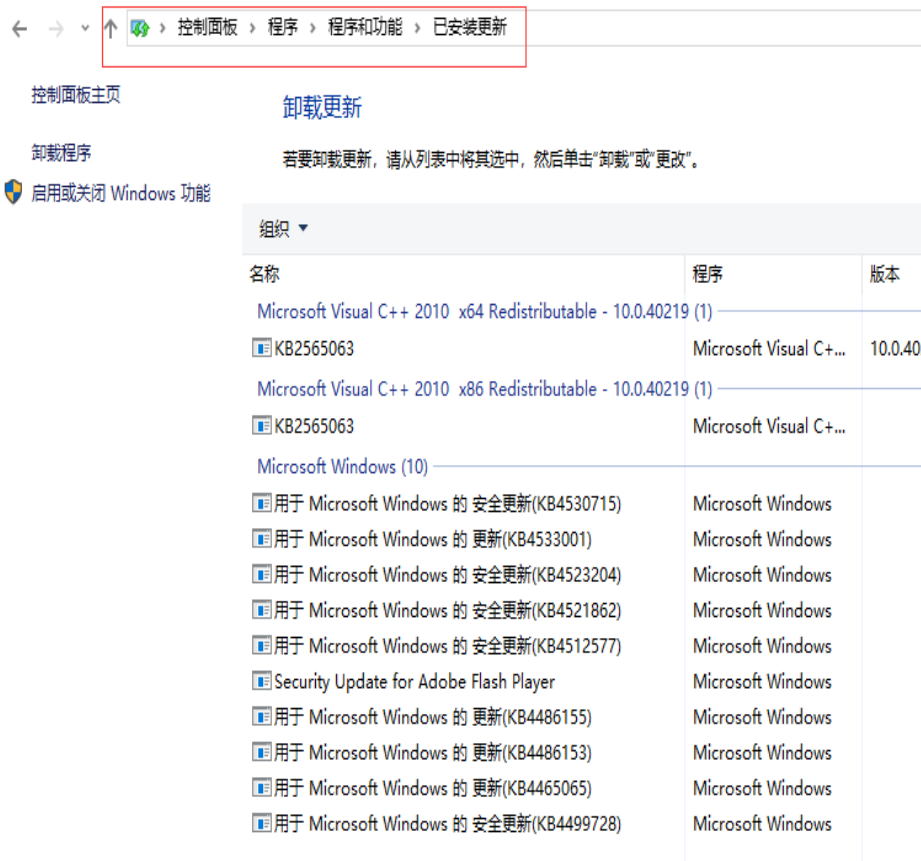 控制面板 › 程序 › 程序和功能 › 已安装更新
控制面板主页
卸载程序
启用或关闭 Windows 功能
卸载更新
若要卸载更新，请从列表中将其选中，然后单击“卸载”或“更改”。
组织
名称 程序 版本
Microsoft Visual C++ 2010 x64 Redistributable - 10.0.40219 (1)
KB2565063 Microsoft Visual C+... 10.0.40
Microsoft Visual C++ 2010 x86 Redistributable - 10.0.40219 (1)
KB2565063 Microsoft Visual C+...
Microsoft Windows (10)
用于 Microsoft Windows 的 安全更新(KB4530715) Microsoft Windows
用于 Microsoft Windows 的 更新(KB4533001) Microsoft Windows
用于 Microsoft Windows 的 安全更新(KB4523204) Microsoft Windows
用于 Microsoft Windows 的 安全更新(KB4521862) Microsoft Windows
用于 Microsoft Windows 的 安全更新(KB4512577) Microsoft Windows
Security Update for Adobe Flash Player Microsoft Windows
用于 Microsoft Windows 的 更新(KB4486155) Microsoft Windows
用于 Microsoft Windows 的 更新(KB4486153) Microsoft Windows
用于 Microsoft Windows 的 更新(KB4465065) Microsoft Windows
用于 Microsoft Windows 的 安全更新(KB4499728) Microsoft Windows